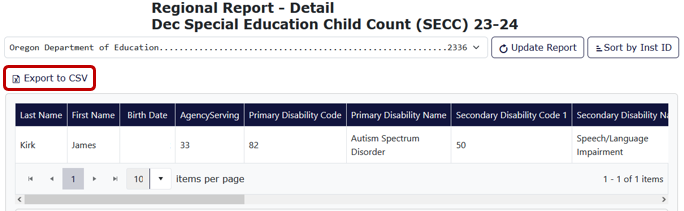 Regional Report - Detail
Dec Special Education Child Count (SECC) 23-24
Oregon Department of Education..........................................................2336
Update Report
Sort by Inst ID
Export to CSV
Last Name First Name Birth Date AgencyServing Primary Disability Code Primary Disability Name Secondary Disability Code 1 Secondary Disability Na
Kirk James 33 82 Autism Spectrum Disorder 50 Speech/Language Impairment
1 10 items per page 1 - 1 of 1 items